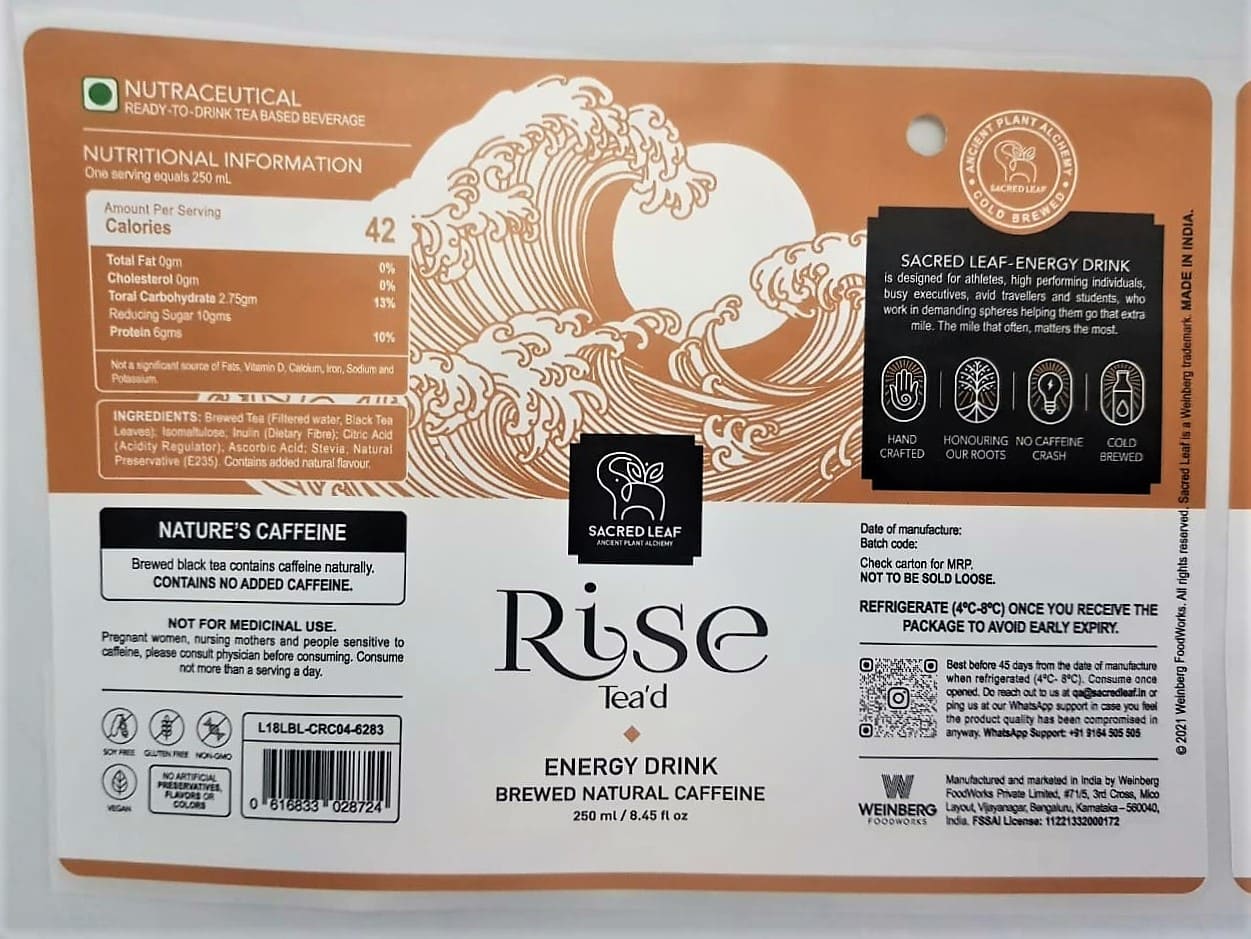 NUTRACEUTICAL
READY-TO-DRINK TEA BASED BEVERAGE
NUTRITIONAL INFORMATION
One serving equals 250 mL
Amount Per Serving
Calories 42
Total Fat 0gm 0%
Cholesterol 0gm 0%
Toral Carbohydrate 2.75gm 13%
Reducing Sugar 10gms
Protein 6gms 10%
Not a significant source of Fats, Vitamin D, Calcium, Iron, Sodium and
Potassium.
INGREDIENTS: Brewed Tea (Filtered water, Black Tea
Leaves); Isomaltulose; Inulin (Dietary Fibre); Citric Acid
(Acidity Regulator); Ascorbic Acid; Stevia, Natural
Preservative (E235). Contains added natural flavour.
NATURE'S CAFFEINE
Brewed black tea contains caffeine naturally.
CONTAINS NO ADDED CAFFEINE.
NOT FOR MEDICINAL USE.
Pregnant women, nursing mothers and people sensitive to
caffeine, please consult physician before consuming. Consume
not more than a serving a day.
SOY FREE GLUTEN FREE NON-GMO
VEGAN
NO ARTIFICIAL
PRESERVATIVES,
FLAVORS OR
COLORS
L18LBL-CRC04-6283
0 616833 028724
SACRED LEAF
ANCIENT PLANT ALCHEMY
Rise
Tea'd
ENERGY DRINK
BREWED NATURAL CAFFEINE
250 ml / 8.45 fl oz
ANCIENT PLANT ALCHEMY
SACRED LEAF
COLD BREWED
SACRED LEAF-ENERGY DRINK
is designed for athletes, high performing individuals,
busy executives, avid travellers and students, who
work in demanding spheres helping them go that extra
mile. The mile that often, matters the most.
HAND
CRAFTED
HONOURING
OUR ROOTS
NO CAFFEINE
CRASH
COLD
BREWED
Date of manufacture:
Batch code:
Check carton for MRP.
NOT TO BE SOLD LOOSE.
REFRIGERATE (4ºC-8ºC) ONCE YOU RECEIVE THE
PACKAGE TO AVOID EARLY EXPIRY.
Best before 45 days from the date of manufacture
when refrigerated (4ºC- 8ºC). Consume once
opened. Do reach out to us at qa@sacredleaf.in or
ping us at our WhatsApp support in case you feel
the product quality has been compromised in
anyway. WhatsApp Support: +91 9164 505 505
WEINBERG
FOODWORKS
Manufactured and marketed in India by Weinberg
FoodWorks Private Limited, #71/5, 3rd Cross, Mico
Layout, Vijayanagar, Bengaluru, Karnataka – 560040,
India. FSSAI License: 11221332000172
© 2021 Weinberg FoodWorks. All rights reserved. Sacred Leaf is a Weinberg trademark. MADE IN INDIA.